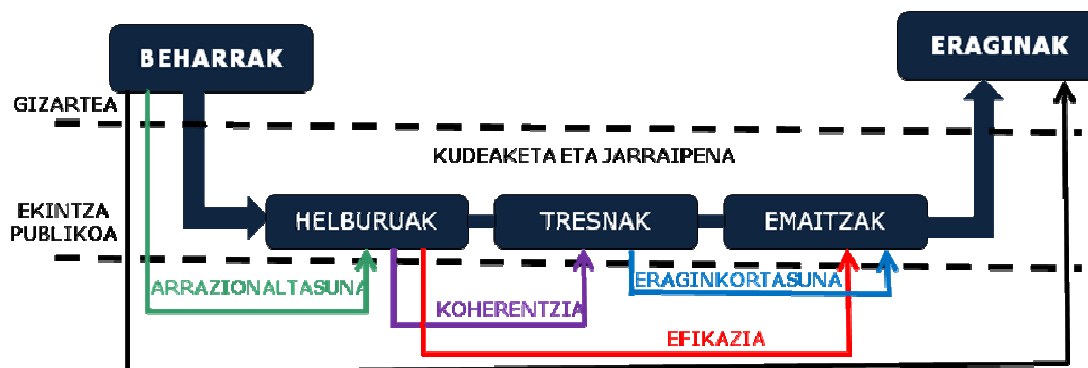 BEHARRAK
ERAGINAK
GIZARTEA
KUDEAKETA ETA JARRAIPENA
EKINTZA
PUBLIKOA
HELBURUAK
TRESNAK
EMAITZAK
ARRAZIONALTASUNA
ERAGINKORTASUNA
KOHERENTZIA
EFIKAZIA